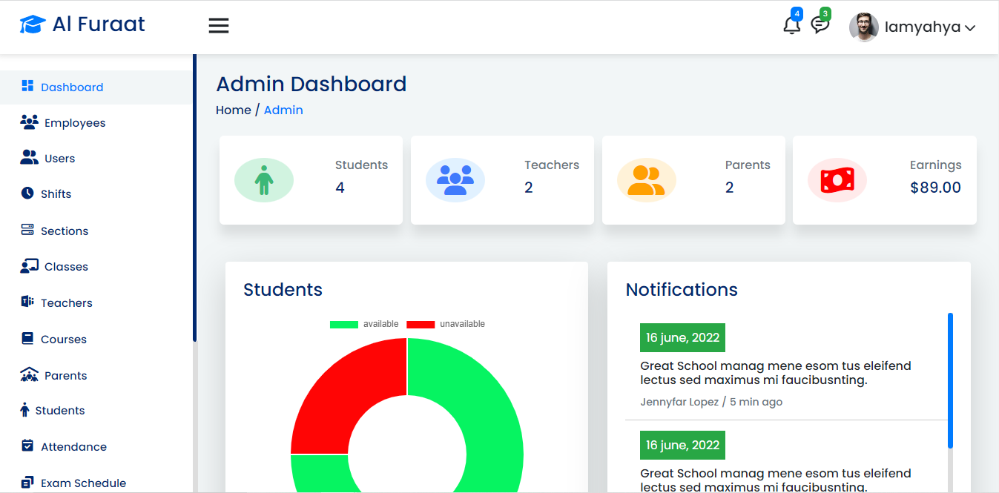 Al Furaat
4
3
Iamyahya
Dashboard
Employees
Users
Shifts
Sections
Classes
Teachers
Courses
Parents
Students
Attendance
Exam Schedule
Admin Dashboard
Home / Admin
Students
4
Teachers
2
Parents
2
Earnings
$89.00
Students
available unavailable
Notifications
16 june, 2022
Great School manag mene esom tus eleifend
lectus sed maximus mi faucibusnting.
Jennyfar Lopez / 5 min ago
16 june, 2022
Great School manag mene esom tus eleifend
lectus sed maximus mi faucibusnting.